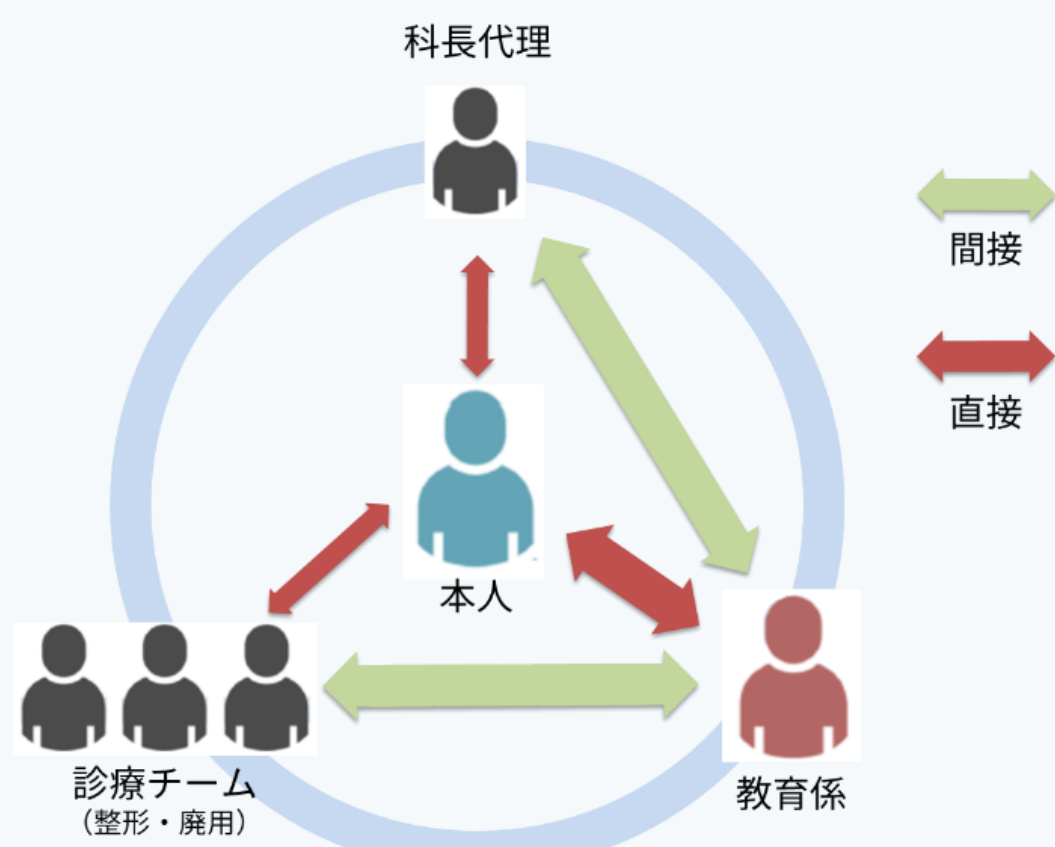 科長代理
間接
直接
本人
診療チーム
（整形・廃用）
教育係